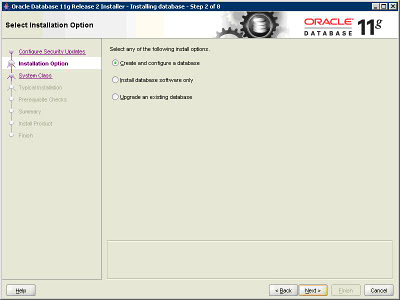 Oracle Database 11g Release 2 Installer - Installing database - Step 2 of 8
Select Installation Option
ORACLE
DATABASE 11g
Configure Security Updates
Installation Option
System Class
Typical Installation
Prerequisite Checks
Summary
Install Product
Finish
Select any of the following install options.
Create and configure a database
Install database software only
Upgrade an existing database
Help
< Back
Next >
Finish
Cancel